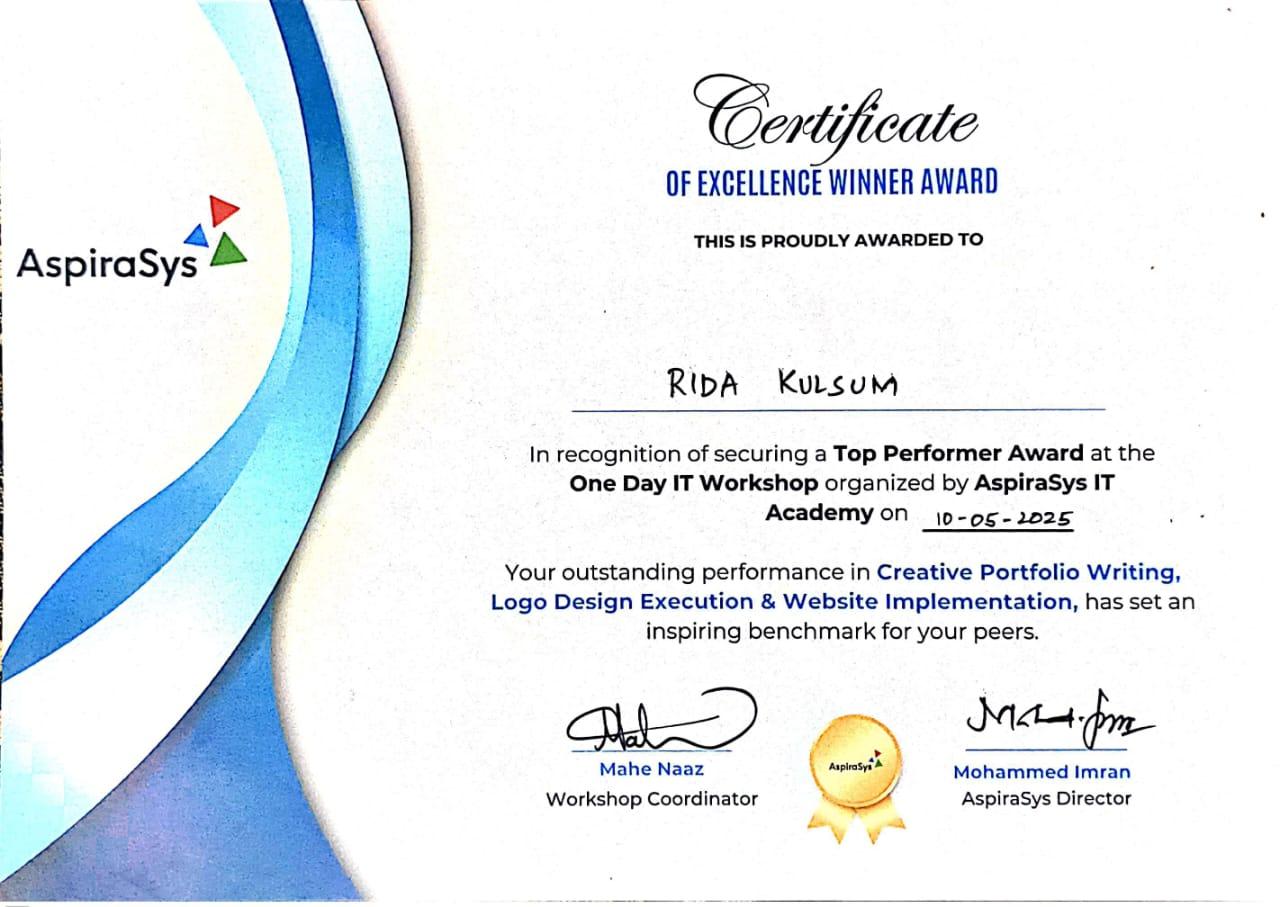 AspiraSys
Certificate
OF EXCELLENCE WINNER AWARD
THIS IS PROUDLY AWARDED TO
RIDA KULSUM
In recognition of securing a Top Performer Award at the
One Day IT Workshop organized by AspiraSys IT
Academy on 10-05-2025
Your outstanding performance in Creative Portfolio Writing,
Logo Design Execution & Website Implementation, has set an
inspiring benchmark for your peers.
Mahe Naaz
Workshop Coordinator
AspiraSys
Mohammed Imran
AspiraSys Director